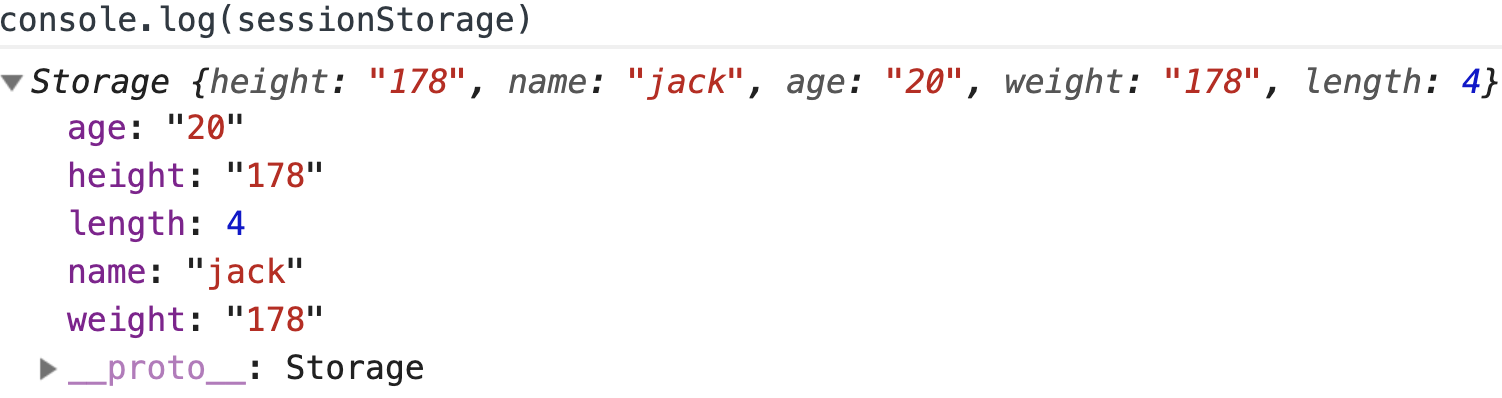 console.log(sessionStorage)
Storage {height: "178", name: "jack", age: "20", weight: "178", length: 4}
age: "20"
height: "178"
length: 4
name: "jack"
weight: "178"
__proto__: Storage